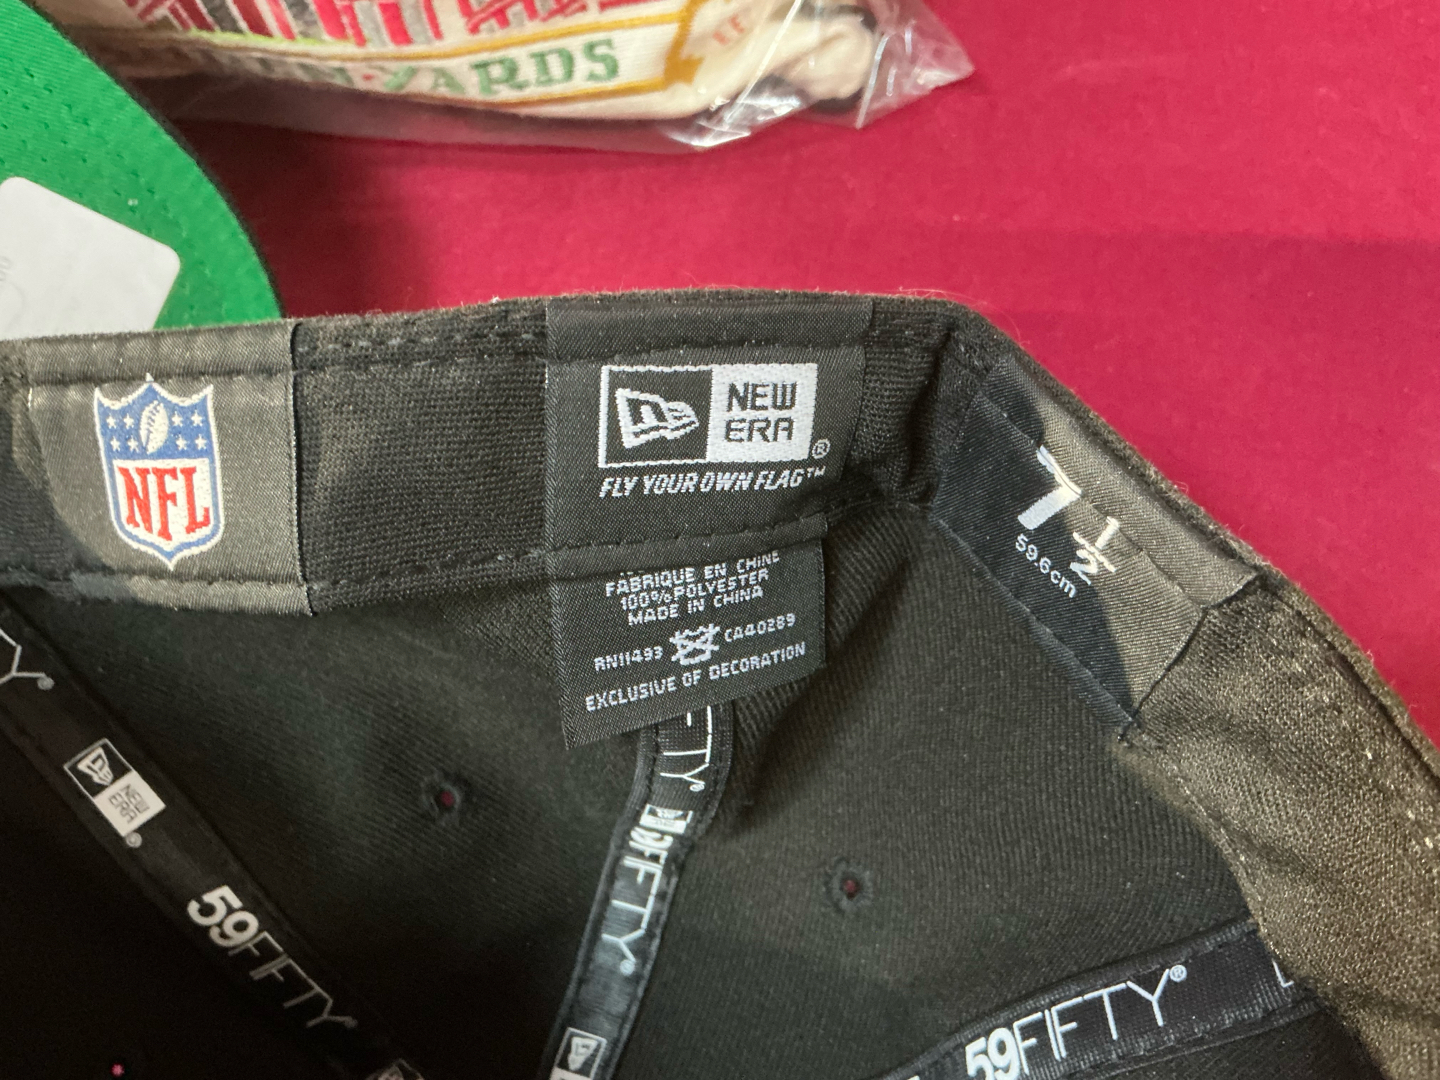 YARDS
NFL
NEW
ERA
®
FLY YOUR OWN FLAG™
7 1/2
59.6cm
FABRIQUE EN CHINE
100% POLYESTER
MADE IN CHINA
RN11493 CA40289
EXCLUSIVE OF DECORATION
59FIFTY
FIFTY®
59FIFTY®